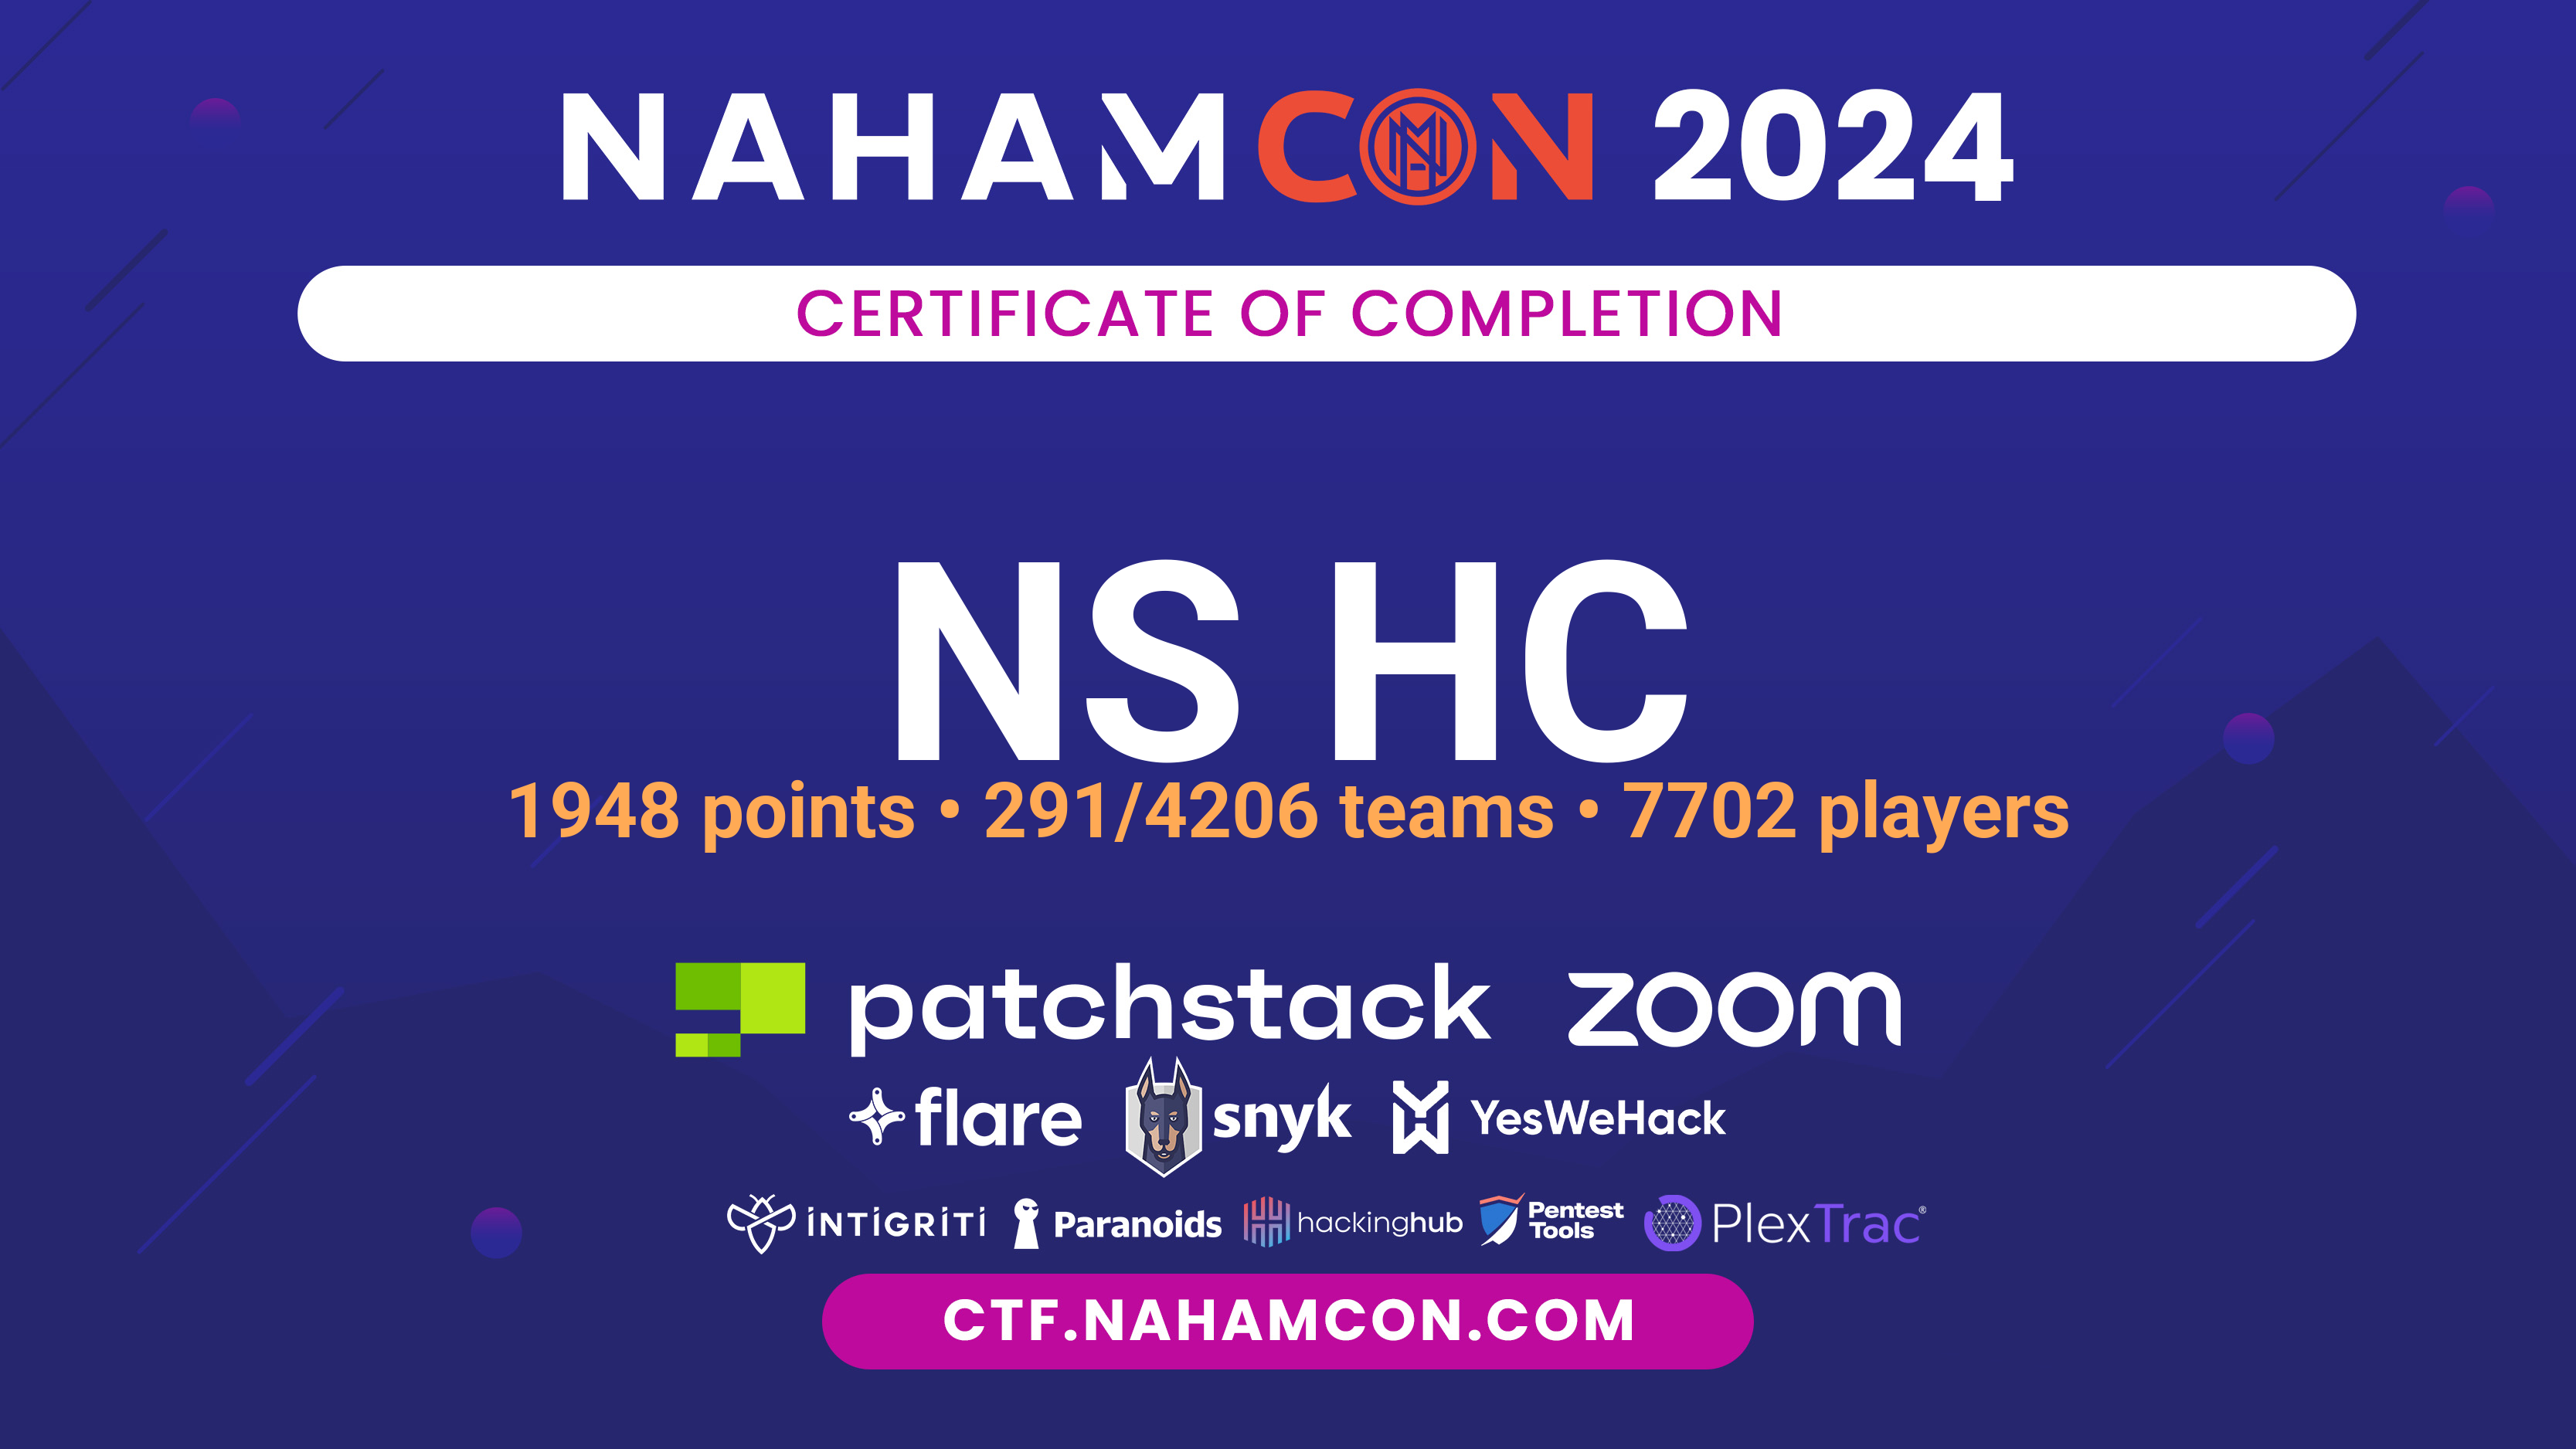 NAHAMCON 2024
CERTIFICATE OF COMPLETION
NS HC
1948 points • 291/4206 teams • 7702 players
patchstack zoom
flare snyk YesWeHack
INTIGRITI Paranoids hackinghub Pentest Tools PlexTrac®
CTF.NAHAMCON.COM